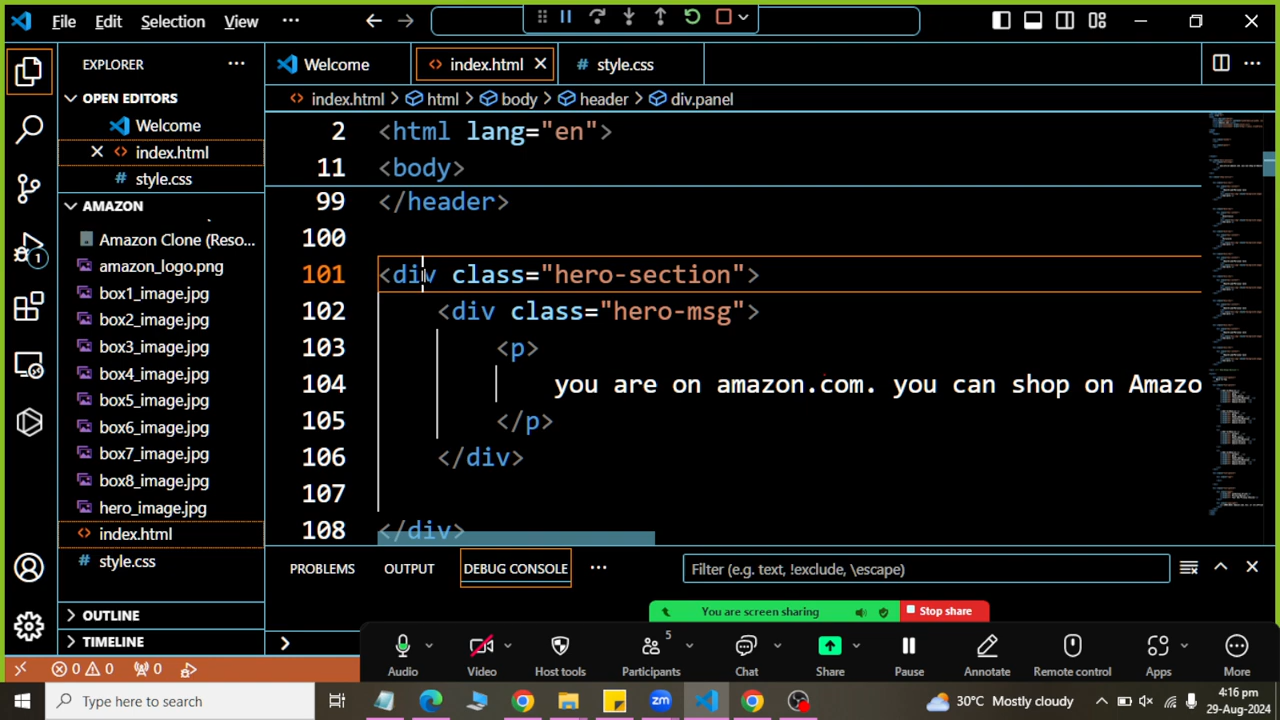 File Edit Selection View ···
EXPLORER ···
Welcome
index.html
style.css
OPEN EDITORS
Welcome
index.html
style.css
index.html html body header div.panel
AMAZON
Amazon Clone (Reso...
amazon_logo.png
box1_image.jpg
box2_image.jpg
box3_image.jpg
box4_image.jpg
box5_image.jpg
box6_image.jpg
box7_image.jpg
box8_image.jpg
hero_image.jpg
index.html
style.css
OUTLINE
TIMELINE
1
2 <html lang="en">
11 <body>
99 </header>
100
101 <div class="hero-section">
102 <div class="hero-msg">
103 <p>
104 you are on amazon.com. you can shop on Amazo
105 </p>
106 </div>
107
108 </div>
PROBLEMS OUTPUT DEBUG CONSOLE ··· Filter (e.g. text, !exclude, \escape)
You are screen sharing Stop share
0 0 0
Audio Video Host tools Participants 5 Chat Share Pause Annotate Remote control Apps More
Type here to search
30°C Mostly cloudy
4:16 pm
29-Aug-2024